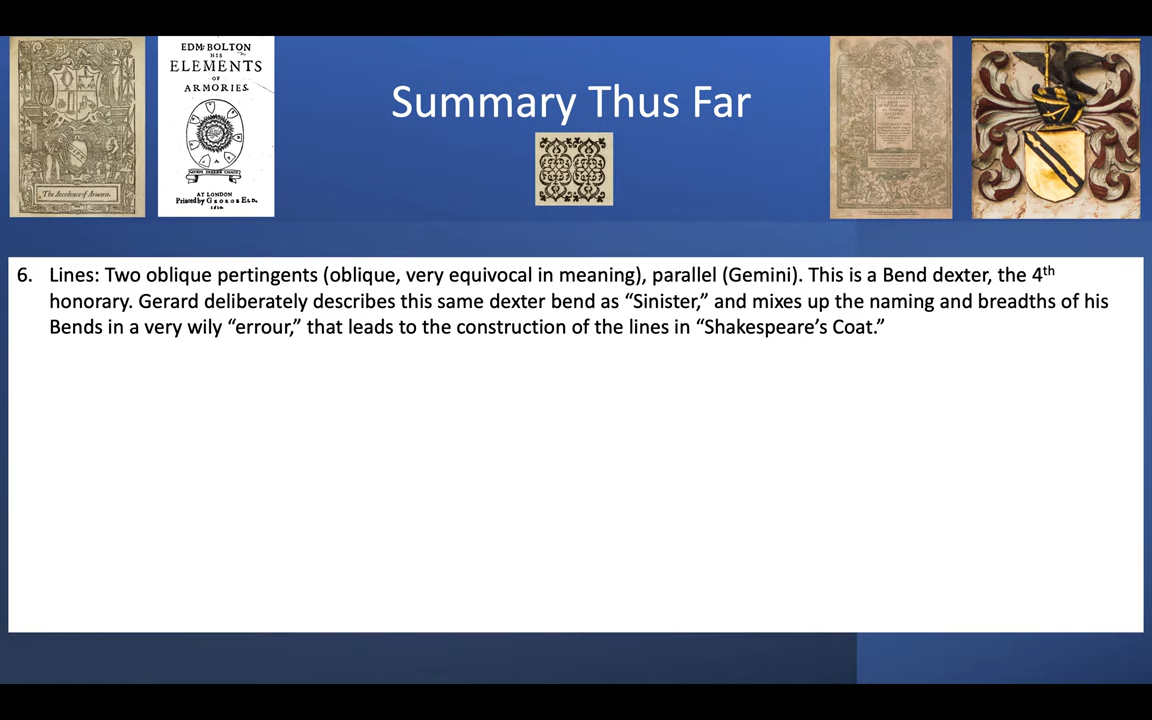 EDM: BOLTON
HIS
ELEMENTS
OF
ARMORIES.
AT LONDON
Printed by GEORGE ELD.
1610
The Accedence of Armorie.
Summary Thus Far
6. Lines: Two oblique pertingents (oblique, very equivocal in meaning), parallel (Gemini). This is a Bend dexter, the 4th
honorary. Gerard deliberately describes this same dexter bend as “Sinister,” and mixes up the naming and breadths of his
Bends in a very wily “errour,” that leads to the construction of the lines in “Shakespeare’s Coat.”